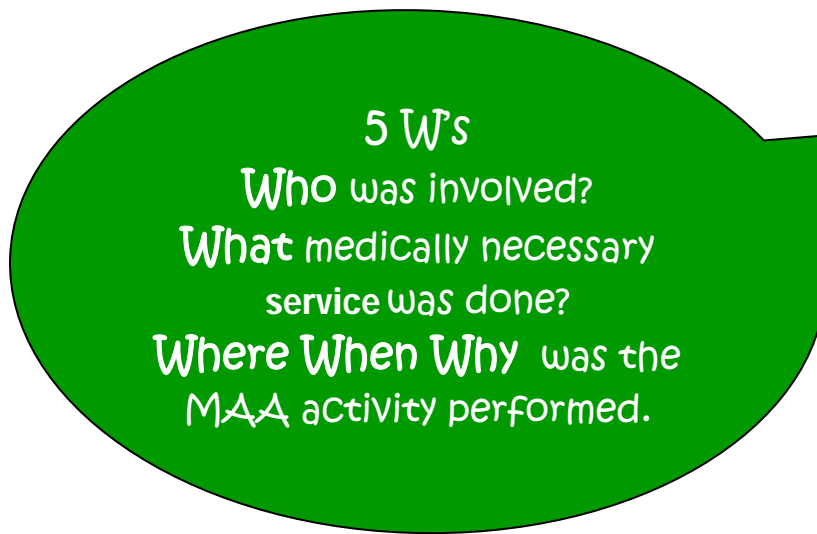 5 W’s
Who was involved?
What medically necessary
service was done?
Where When Why was the
MAA activity performed.